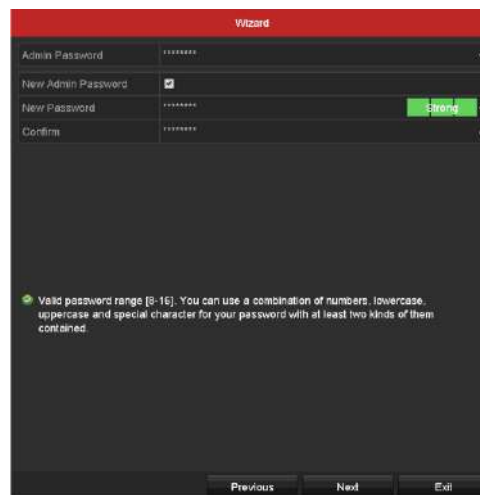 Wizard
Admin Password ********
New Admin Password
New Password ******** Strong
Confirm ********
Valid password range [8-16]. You can use a combination of numbers, lowercase,
uppercase and special character for your password with at least two kinds of them
contained.
Previous Next Exit